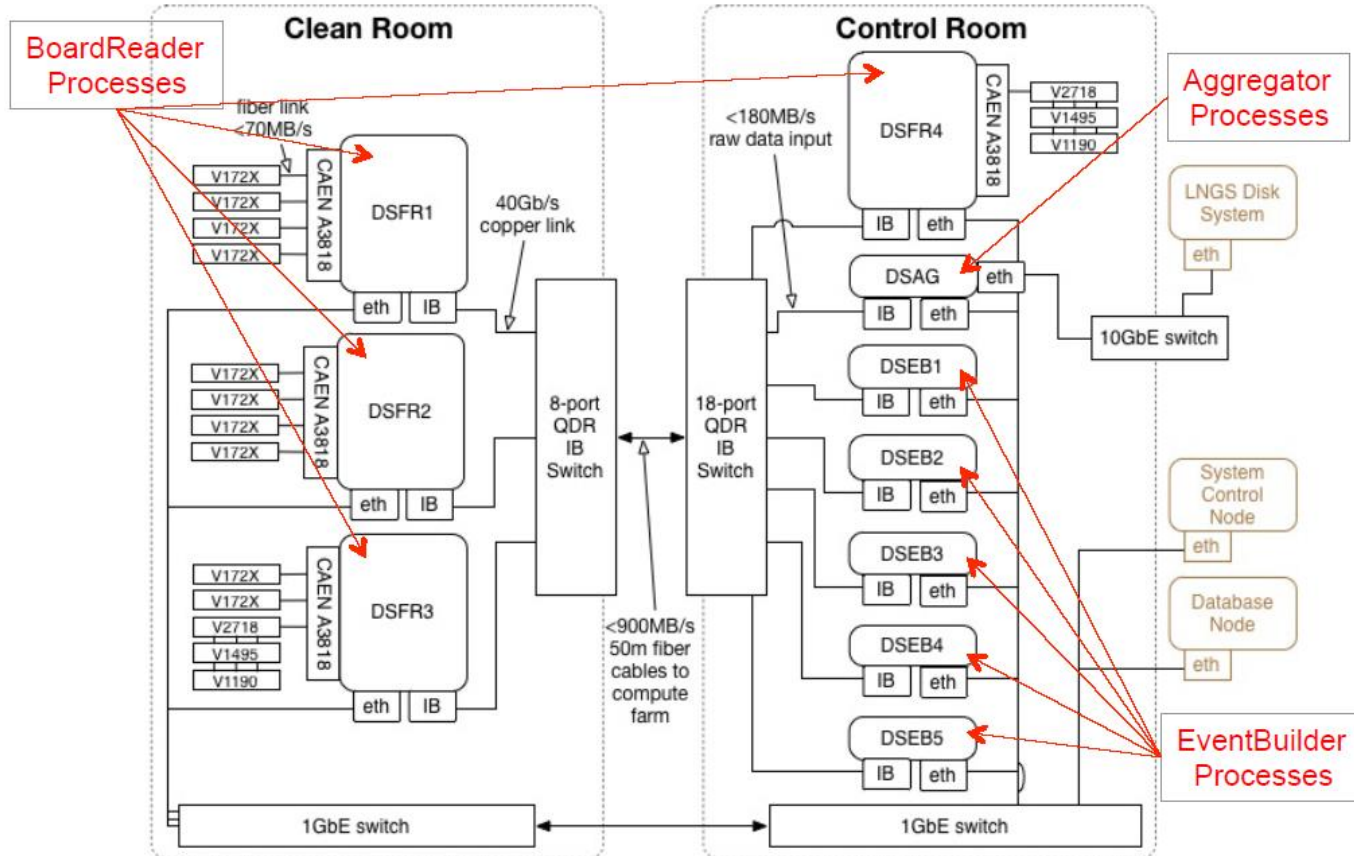 Clean Room
BoardReader
Processes
fiber link
<70MB/s
V172X
V172X
V172X
V172X
CAEN A3818
DSFR1
eth
IB
40Gb/s
copper link
V172X
V172X
V172X
V172X
CAEN A3818
DSFR2
eth
IB
V172X
V172X
V2718
V1495
V1190
CAEN A3818
DSFR3
eth
IB
8-port
QDR
IB
Switch
<900MB/s
50m fiber
cables to
compute
farm
1GbE switch
Control Room
DSFR4
CAEN A3818
V2718
V1495
V1190
IB
eth
<180MB/s
raw data input
Aggregator
Processes
DSAG
eth
IB
eth
LNGS Disk
System
eth
10GbE switch
18-port
QDR
IB
Switch
DSEB1
IB
eth
DSEB2
IB
eth
DSEB3
IB
eth
DSEB4
IB
eth
DSEB5
IB
eth
System
Control
Node
eth
Database
Node
eth
EventBuilder
Processes
1GbE switch